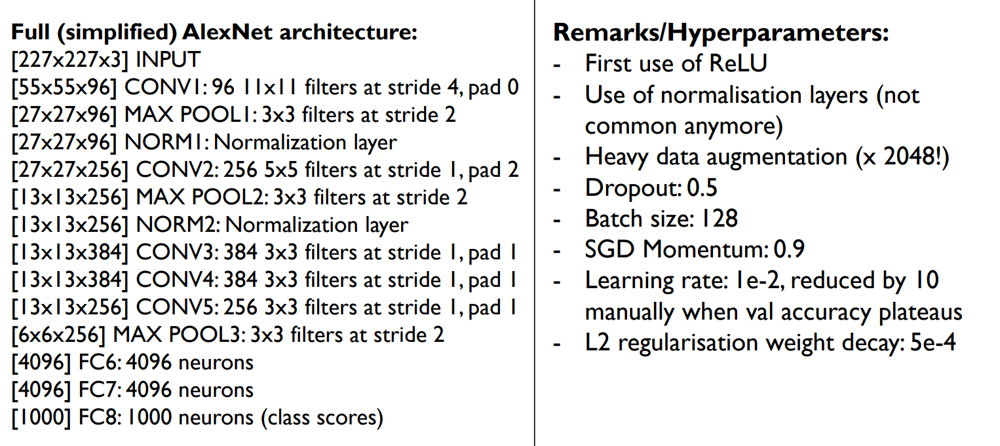 Full (simplified) AlexNet architecture:
[227x227x3] INPUT
[55x55x96] CONV1: 96 11x11 filters at stride 4, pad 0
[27x27x96] MAX POOL1: 3x3 filters at stride 2
[27x27x96] NORM1: Normalization layer
[27x27x256] CONV2: 256 5x5 filters at stride 1, pad 2
[13x13x256] MAX POOL2: 3x3 filters at stride 2
[13x13x256] NORM2: Normalization layer
[13x13x384] CONV3: 384 3x3 filters at stride 1, pad 1
[13x13x384] CONV4: 384 3x3 filters at stride 1, pad 1
[13x13x256] CONV5: 256 3x3 filters at stride 1, pad 1
[6x6x256] MAX POOL3: 3x3 filters at stride 2
[4096] FC6: 4096 neurons
[4096] FC7: 4096 neurons
[1000] FC8: 1000 neurons (class scores)
Remarks/Hyperparameters:
- First use of ReLU
- Use of normalisation layers (not
common anymore)
- Heavy data augmentation (x 2048!)
- Dropout: 0.5
- Batch size: 128
- SGD Momentum: 0.9
- Learning rate: 1e-2, reduced by 10
manually when val accuracy plateaus
- L2 regularisation weight decay: 5e-4